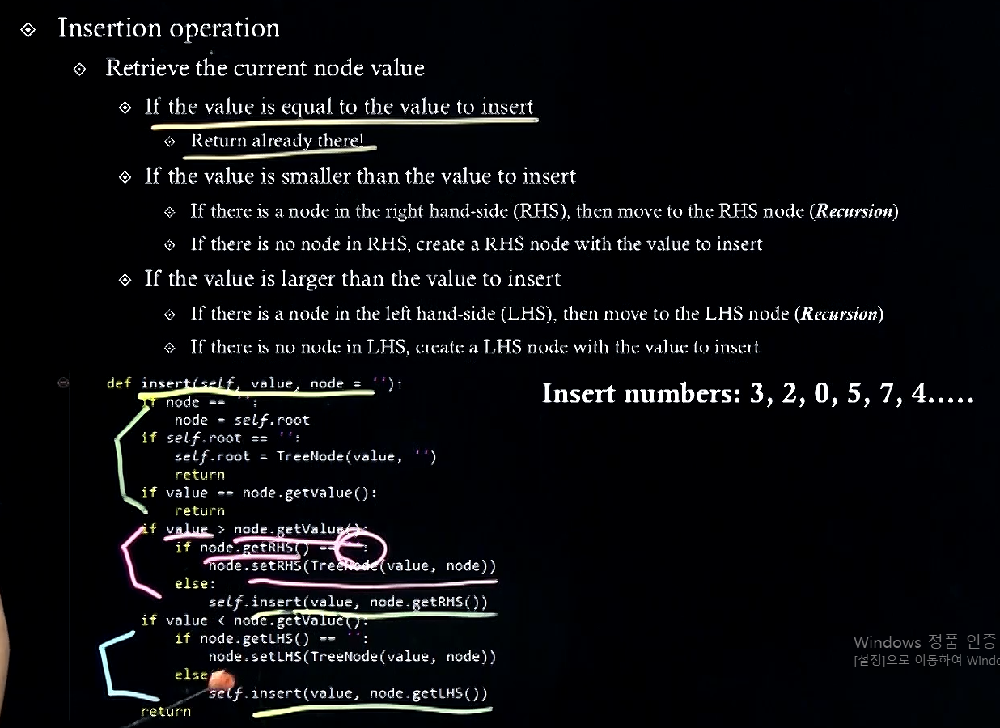 Insertion operation
Retrieve the current node value
If the value is equal to the value to insert
Return already there!
If the value is smaller than the value to insert
If there is a node in the right hand-side (RHS), then move to the RHS node (Recursion)
If there is no node in RHS, create a RHS node with the value to insert
If the value is larger than the value to insert
If there is a node in the left hand-side (LHS), then move to the LHS node (Recursion)
If there is no node in LHS, create a LHS node with the value to insert
def insert(self, value, node = ''):
if node == '':
node = self.root
if self.root == '':
self.root = TreeNode(value, '')
return
if value == node.getValue():
return
if value > node.getValue():
if node.getRHS() == '':
node.setRHS(TreeNode(value, node))
else:
self.insert(value, node.getRHS())
if value < node.getValue():
if node.getLHS() == '':
node.setLHS(TreeNode(value, node))
else
self.insert(value, node.getLHS())
return
Insert numbers: 3, 2, 0, 5, 7, 4.....
Windows 정품 인증
[설정]으로 이동하여 Windo